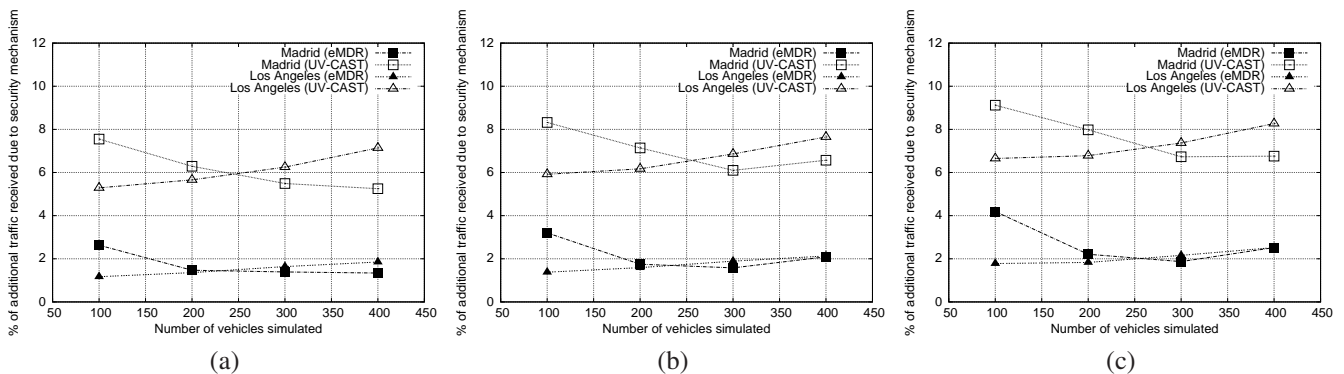 % of additional traffic received due to security mechanism
12
10
8
6
4
2
0
50 100 150 200 250 300 350 400 450
Number of vehicles simulated
Madrid (eMDR)
Madrid (UV-CAST)
Los Angeles (eMDR)
Los Angeles (UV-CAST)
(a)
% of additional traffic received due to security mechanism
12
10
8
6
4
2
0
50 100 150 200 250 300 350 400 450
Number of vehicles simulated
Madrid (eMDR)
Madrid (UV-CAST)
Los Angeles (eMDR)
Los Angeles (UV-CAST)
(b)
% of additional traffic received due to security mechanism
12
10
8
6
4
2
0
50 100 150 200 250 300 350 400 450
Number of vehicles simulated
Madrid (eMDR)
Madrid (UV-CAST)
Los Angeles (eMDR)
Los Angeles (UV-CAST)
(c)